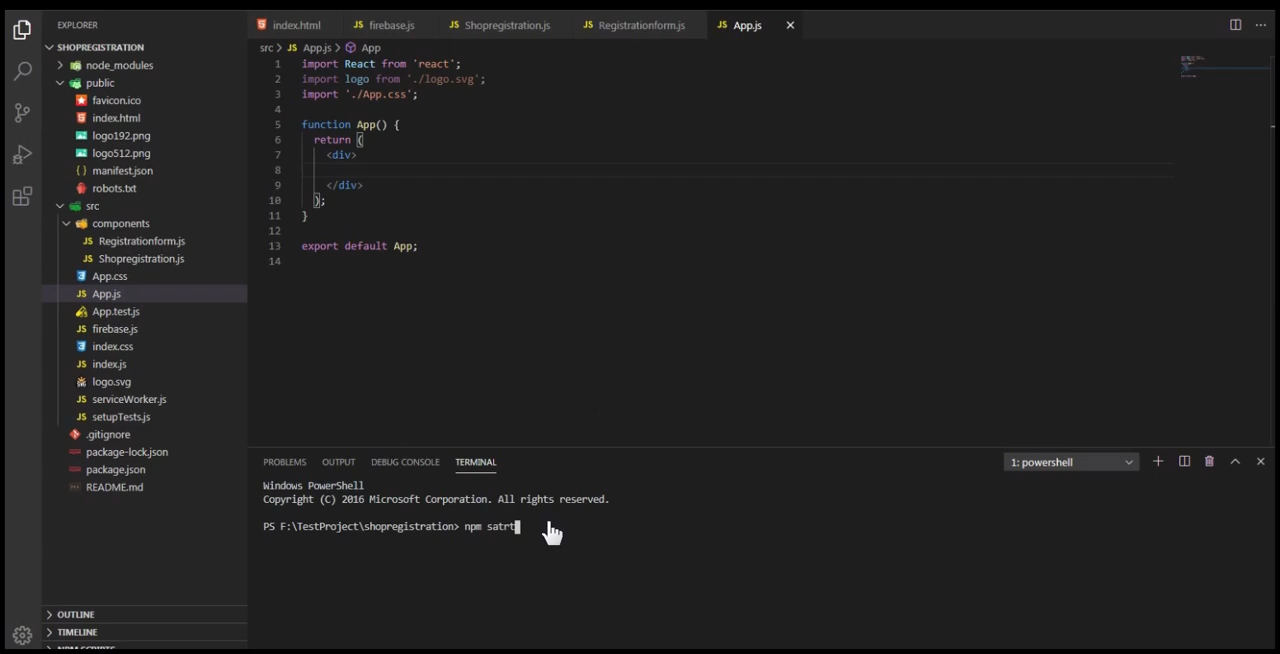 EXPLORER
SHOPREGISTRATION
node_modules
public
favicon.ico
index.html
logo192.png
logo512.png
manifest.json
robots.txt
src
components
Registrationform.js
Shopregistration.js
App.css
App.js
App.test.js
firebase.js
index.css
index.js
logo.svg
serviceWorker.js
setupTests.js
.gitignore
package-lock.json
package.json
README.md
OUTLINE
TIMELINE
NPM SCRIPTS
index.html JS firebase.js JS Shopregistration.js JS Registrationform.js JS App.js
src > JS App.js > App
1 import React from 'react';
2 import logo from './logo.svg';
3 import './App.css';
4
5 function App() {
6 return (
7 <div>
8
9 </div>
10 );
11 }
12
13 export default App;
14
PROBLEMS OUTPUT DEBUG CONSOLE TERMINAL 1: powershell
Windows PowerShell
Copyright (C) 2016 Microsoft Corporation. All rights reserved.
PS F:\TestProject\shopregistration> npm satrt